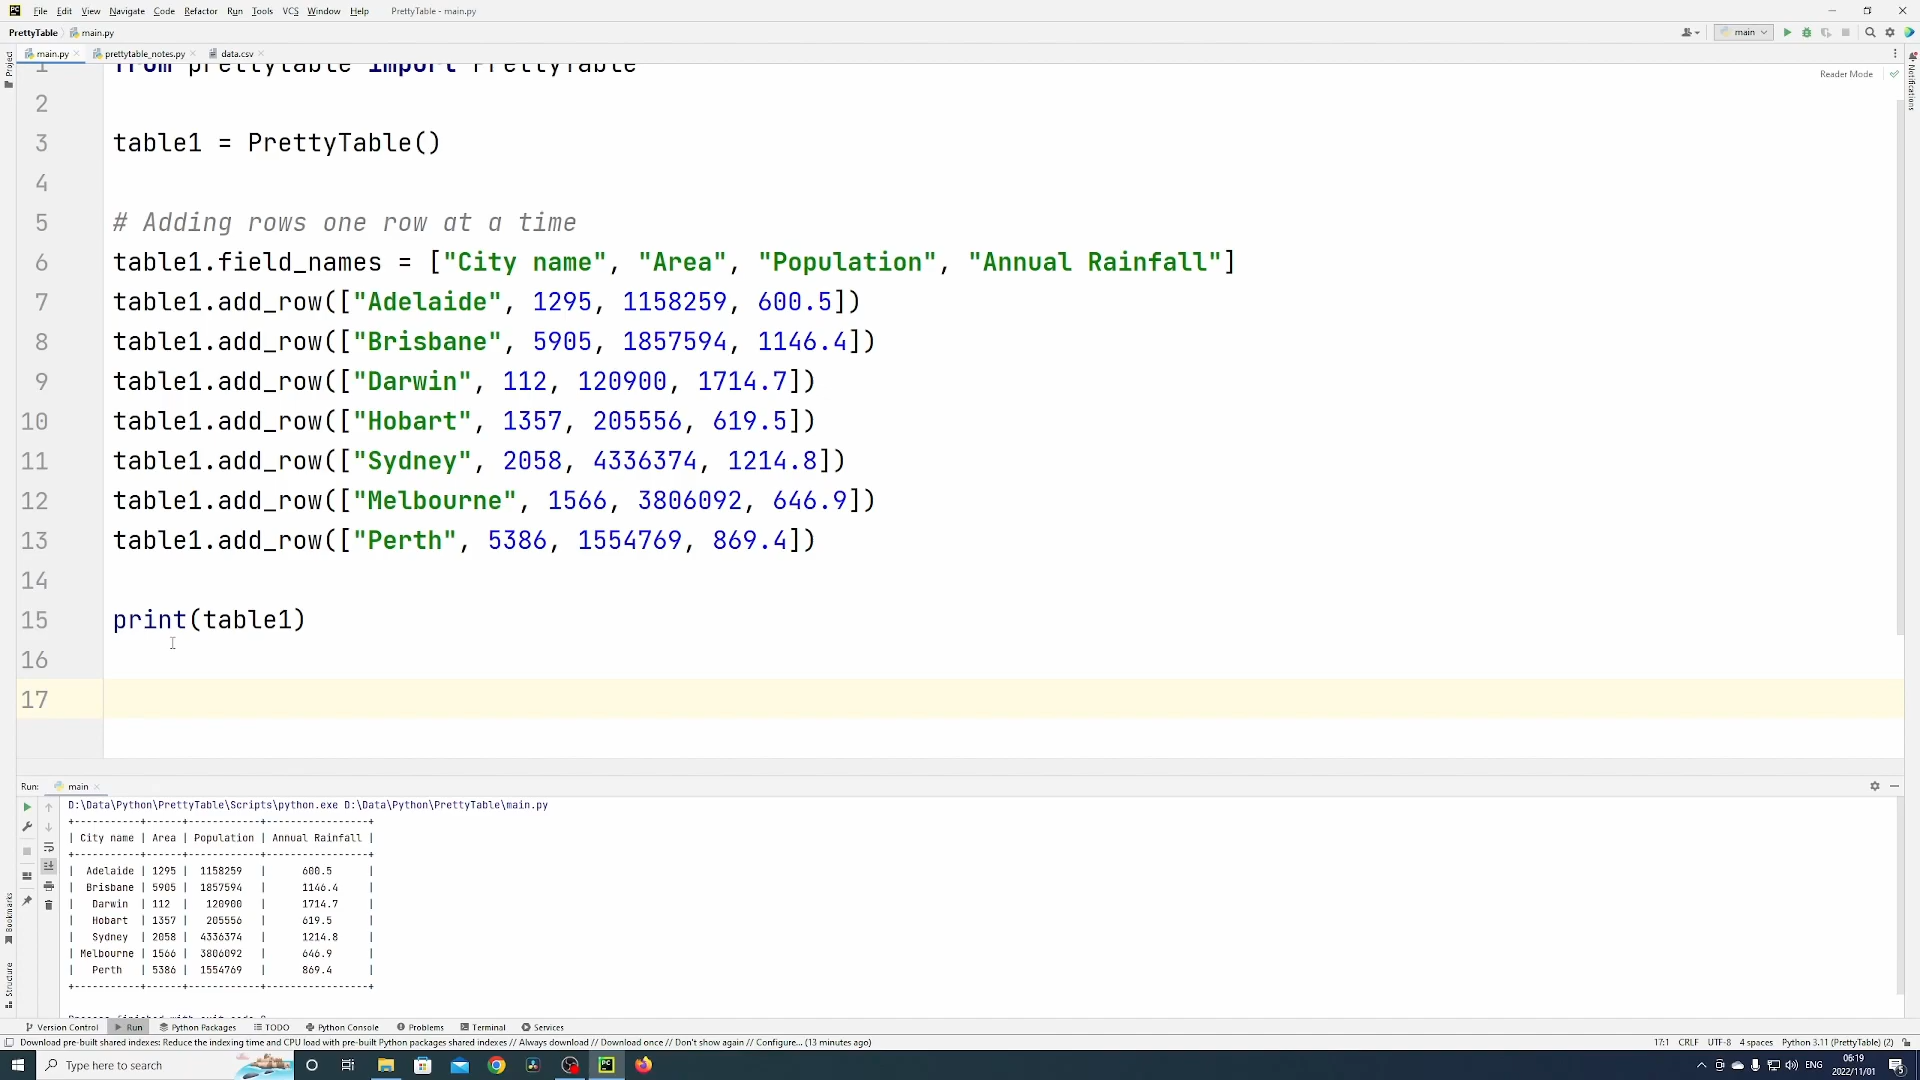 File Edit View Navigate Code Refactor Run Tools VCS Window Help PrettyTable - main.py
PrettyTable main.py
main
main.py prettytable_notes.py data.csv
Project
Notifications
Reader Mode
1 from prettytable import PrettyTable
2
3 table1 = PrettyTable()
4
5 # Adding rows one row at a time
6 table1.field_names = ["City name", "Area", "Population", "Annual Rainfall"]
7 table1.add_row(["Adelaide", 1295, 1158259, 600.5])
8 table1.add_row(["Brisbane", 5905, 1857594, 1146.4])
9 table1.add_row(["Darwin", 112, 120900, 1714.7])
10 table1.add_row(["Hobart", 1357, 205556, 619.5])
11 table1.add_row(["Sydney", 2058, 4336374, 1214.8])
12 table1.add_row(["Melbourne", 1566, 3806092, 646.9])
13 table1.add_row(["Perth", 5386, 1554769, 869.4])
14
15 print(table1)
16
17
Run: main
D:\Data\Python\PrettyTable\Scripts\python.exe D:\Data\Python\PrettyTable\main.py
+-----------+------+------------+-----------------+
| City name | Area | Population | Annual Rainfall |
+-----------+------+------------+-----------------+
|  Adelaide | 1295 |  1158259   |      600.5      |
|  Brisbane | 5905 |  1857594   |      1146.4     |
|   Darwin  | 112  |   120900   |      1714.7     |
|   Hobart  | 1357 |   205556   |      619.5      |
|   Sydney  | 2058 |  4336374   |      1214.8     |
| Melbourne | 1566 |  3806092   |      646.9      |
|   Perth   | 5386 |  1554769   |      869.4      |
+-----------+------+------------+-----------------+
Bookmarks
Structure
Version Control Run Python Packages TODO Python Console Problems Terminal Services
Download pre-built shared indexes: Reduce the indexing time and CPU load with pre-built Python packages shared indexes // Always download // Download once // Don't show again // Configure... (13 minutes ago) 17:1 CRLF UTF-8 4 spaces Python 3.11 (PrettyTable) (2)
Type here to search
ENG
06:19
2022/11/01
5